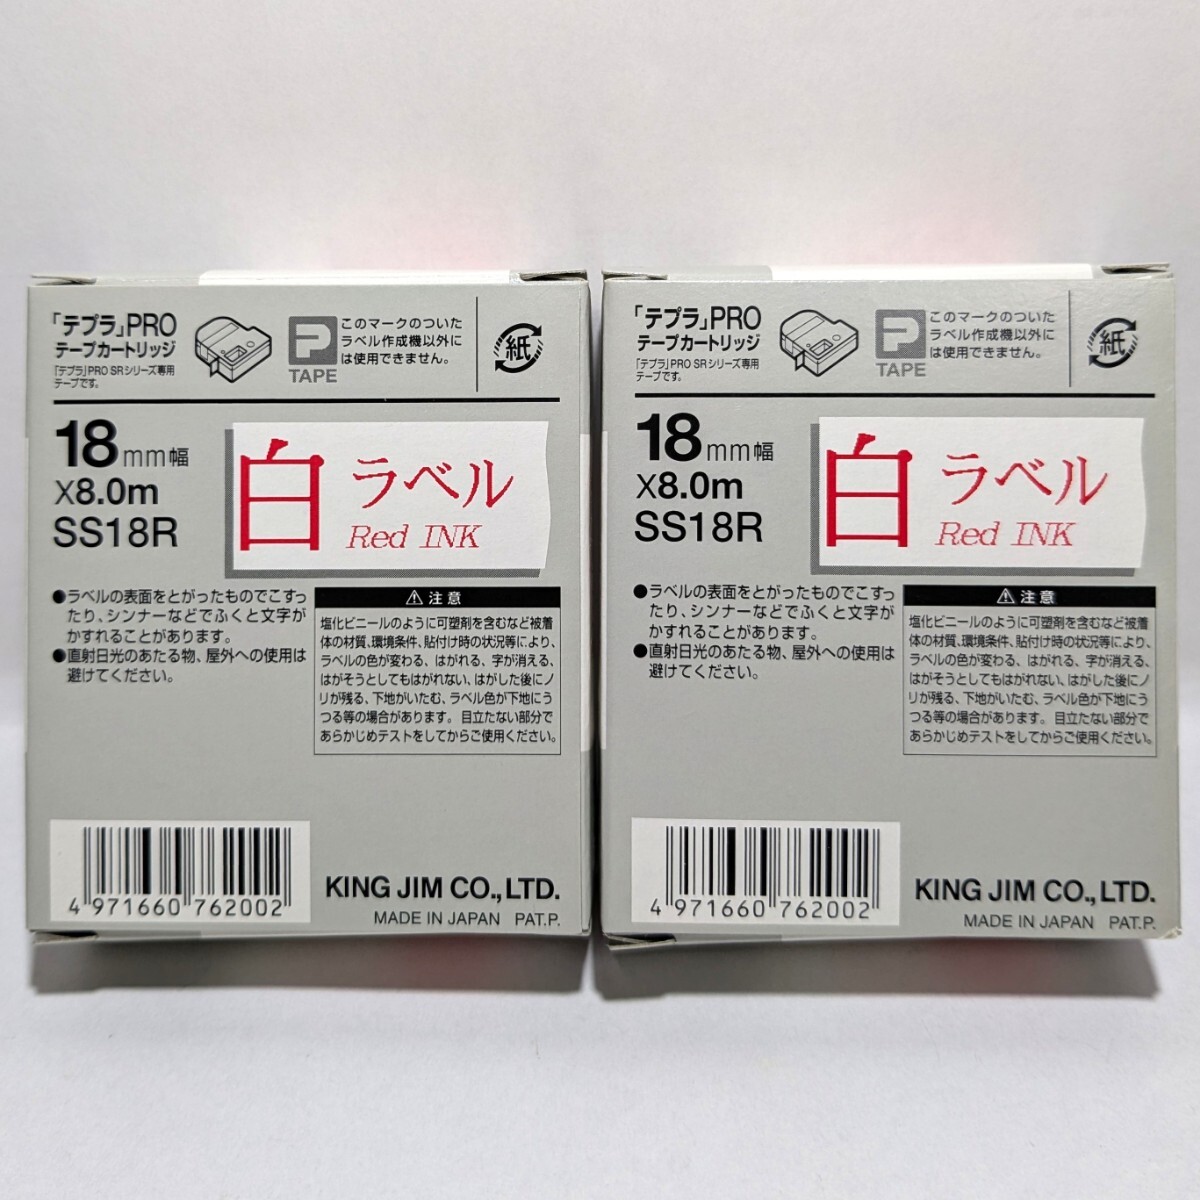 「テプラ」PRO
テープカートリッジ
「テプラ」PRO SRシリーズ専用
テープです。
P
TAPE
このマークのついた
ラベル作成機以外に
は使用できません。
紙
18mm幅
X8.0m
SS18R
白 ラベル
Red INK
●ラベルの表面をとがったものでこすっ
たり、シンナーなどでふくと文字が
かすれることがあります。
●直射日光のあたる物、屋外への使用は
避けてください。
⚠注意
塩化ビニールのように可塑剤を含むなど被着
体の材質、環境条件、貼付け時の状況等により、
ラベルの色が変わる、はがれる、字が消える、
はがそうとしてもはがれない、はがした後にノ
リが残る、下地がいたむ、ラベル色が下地にう
つる等の場合があります。目立たない部分で
あらかじめテストをしてからご使用ください。
4 971660 762002
KING JIM CO.,LTD.
MADE IN JAPAN PAT.P.
「テプラ」PRO
テープカートリッジ
「テプラ」PRO SRシリーズ専用
テープです。
P
TAPE
このマークのついた
ラベル作成機以外に
は使用できません。
紙
18mm幅
X8.0m
SS18R
白 ラベル
Red INK
●ラベルの表面をとがったものでこすっ
たり、シンナーなどでふくと文字が
かすれることがあります。
●直射日光のあたる物、屋外への使用は
避けてください。
⚠注意
塩化ビニールのように可塑剤を含むなど被着
体の材質、環境条件、貼付け時の状況等により、
ラベルの色が変わる、はがれる、字が消える、
はがそうとしてもはがれない、はがした後にノ
リが残る、下地がいたむ、ラベル色が下地にう
つる等の場合があります。目立たない部分で
あらかじめテストをしてからご使用ください。
4 971660 762002
KING JIM CO.,LTD.
MADE IN JAPAN PAT.P.